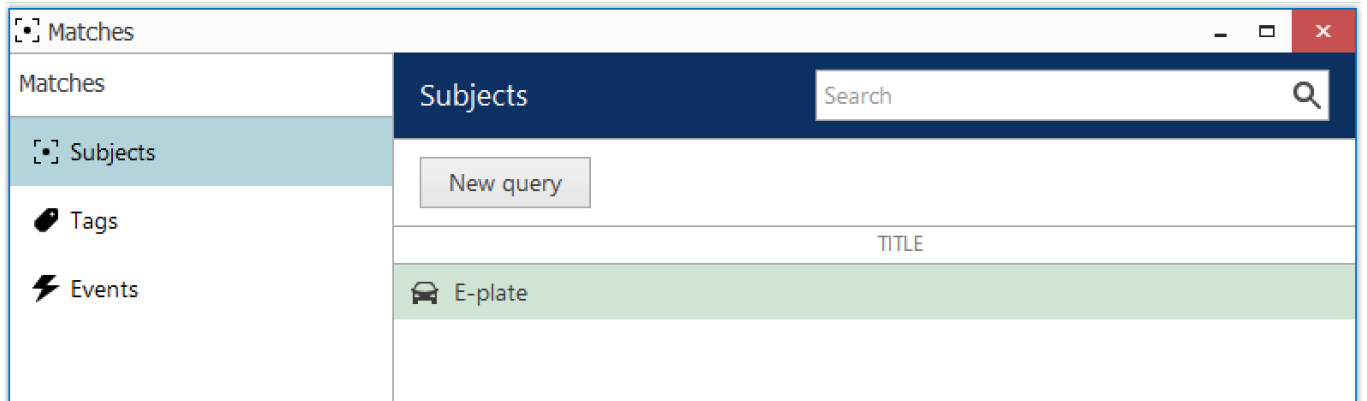 Matches
Matches
Subjects
Tags
Events
Subjects
Search
New query
TITLE
E-plate